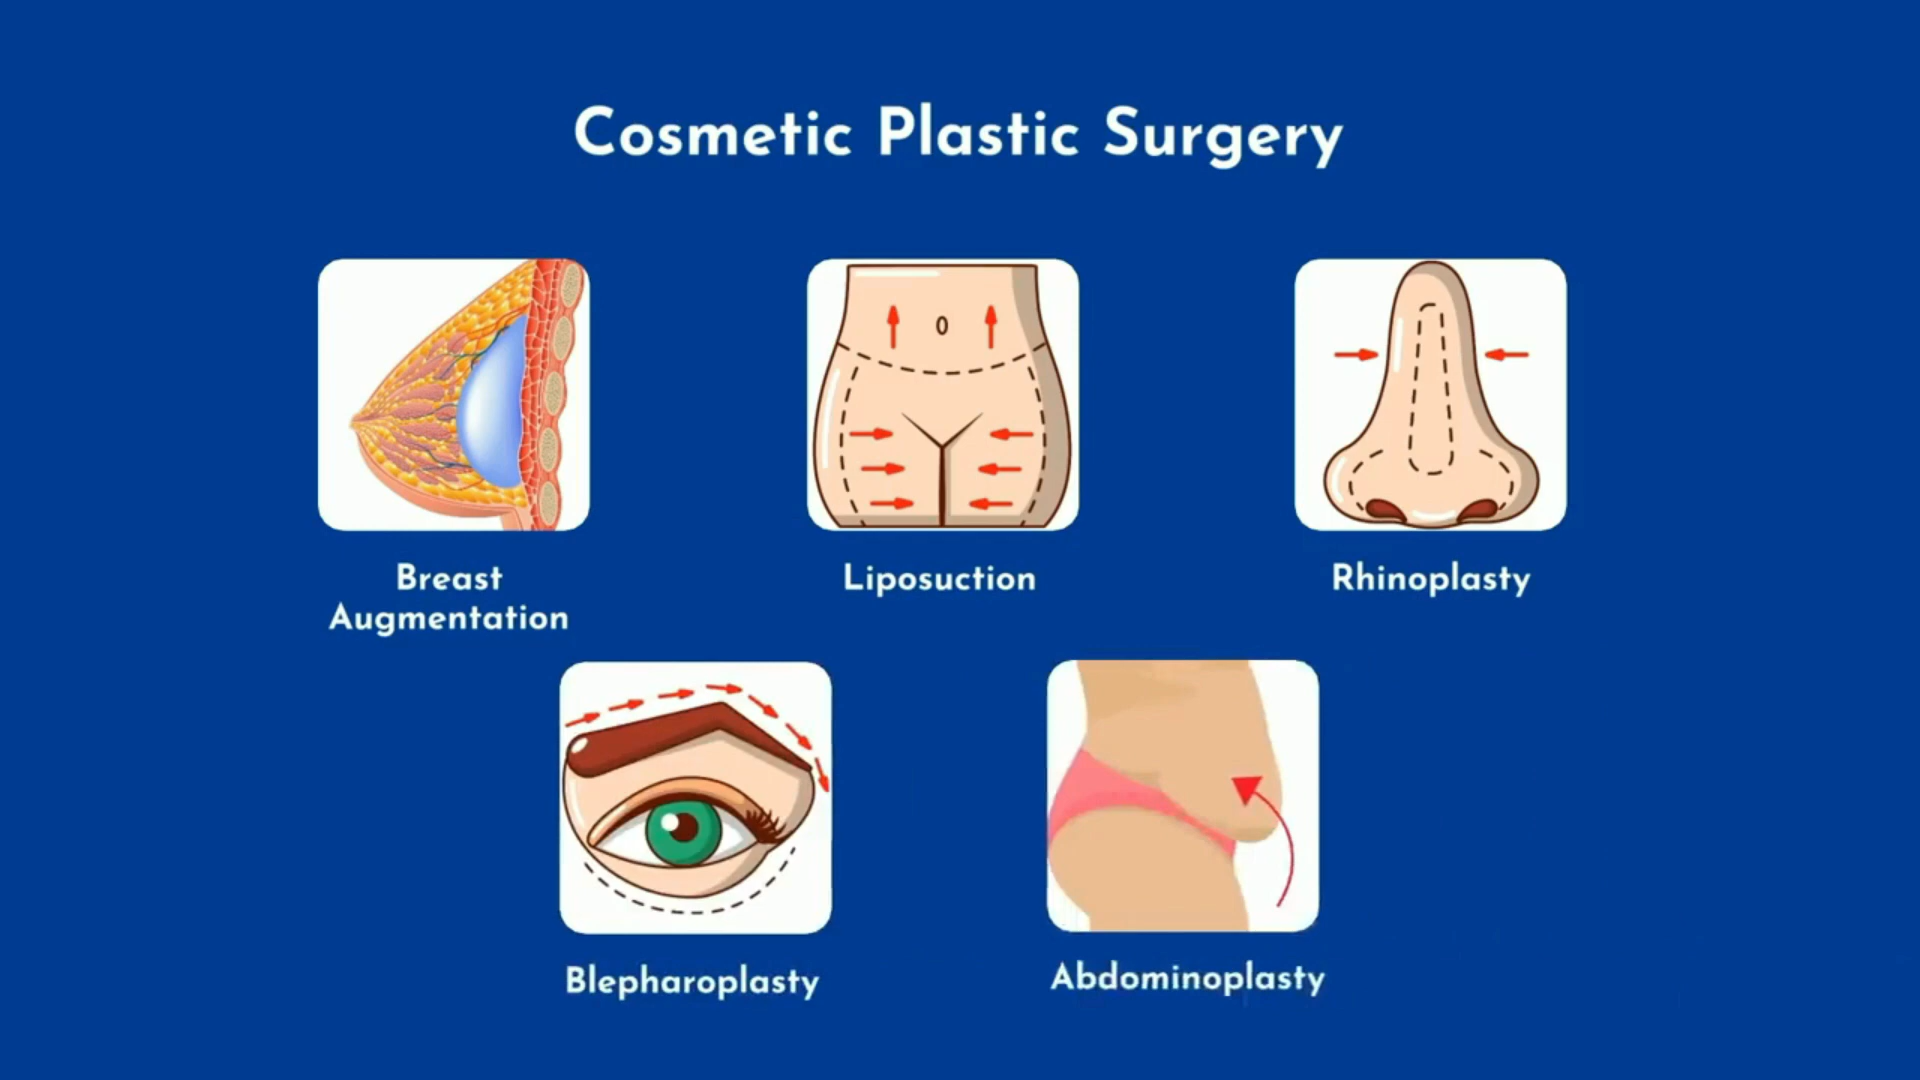 Cosmetic Plastic Surgery
Breast
Augmentation
Liposuction
Rhinoplasty
Blepharoplasty
Abdominoplasty